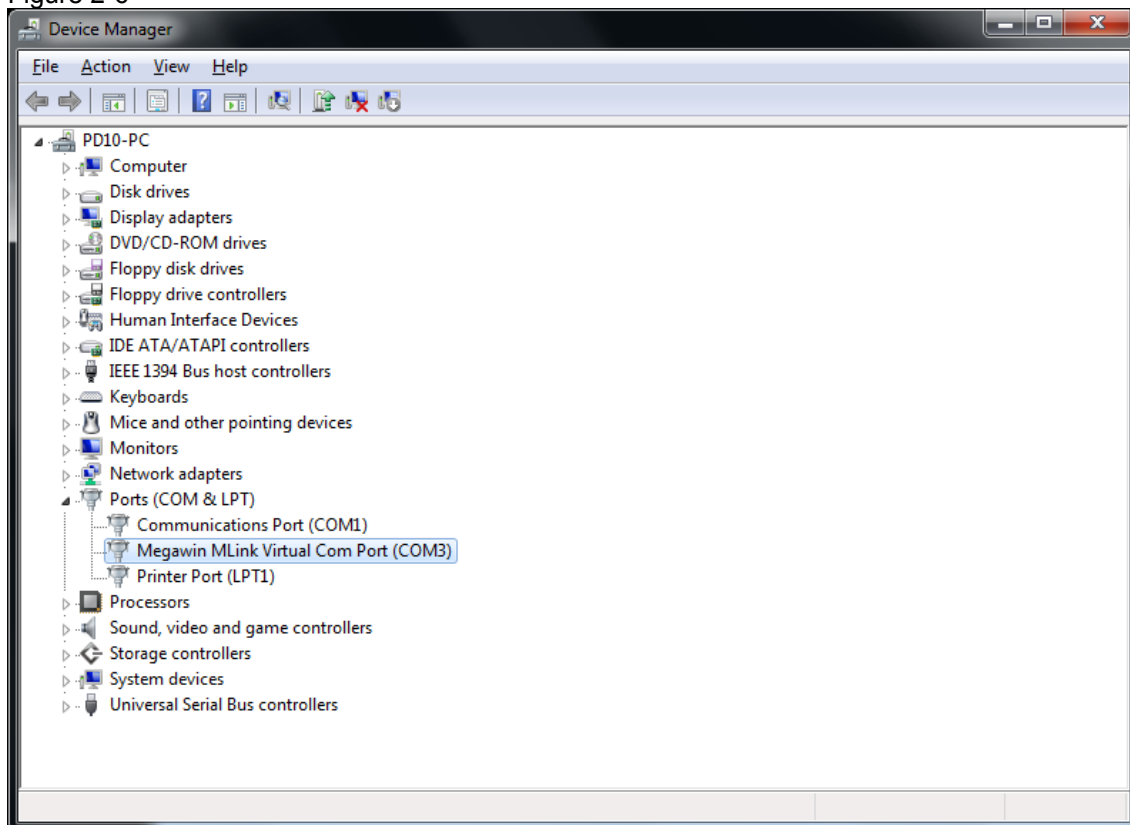 Device Manager
File Action View Help
PD10-PC
Computer
Disk drives
Display adapters
DVD/CD-ROM drives
Floppy disk drives
Floppy drive controllers
Human Interface Devices
IDE ATA/ATAPI controllers
IEEE 1394 Bus host controllers
Keyboards
Mice and other pointing devices
Monitors
Network adapters
Ports (COM & LPT)
Communications Port (COM1)
Megawin MLink Virtual Com Port (COM3)
Printer Port (LPT1)
Processors
Sound, video and game controllers
Storage controllers
System devices
Universal Serial Bus controllers